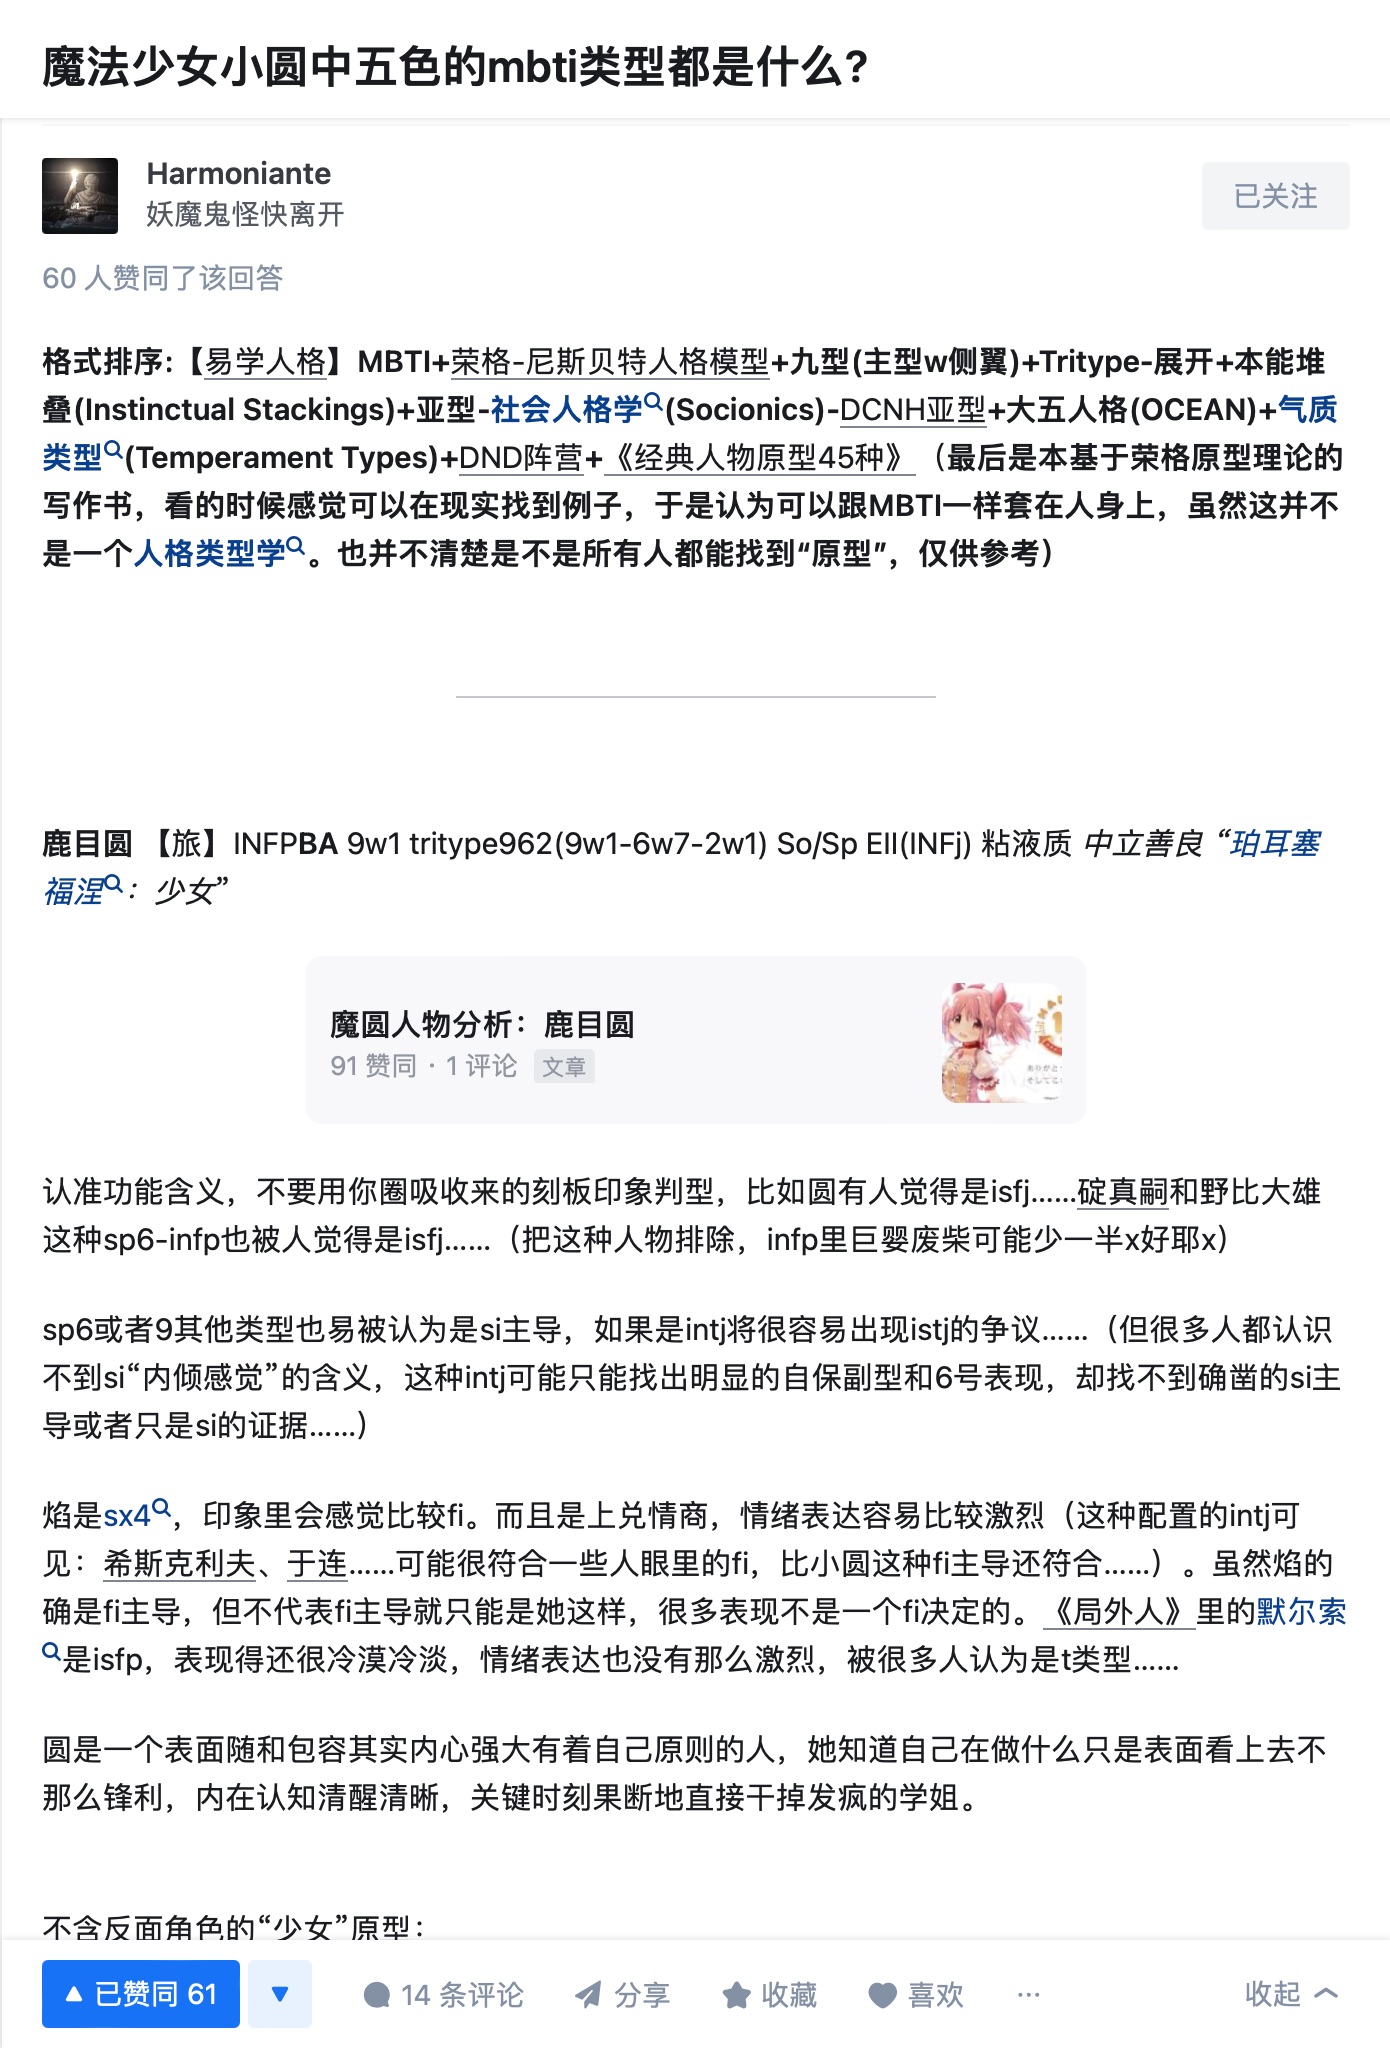 魔法少女小圆中五色的mbti类型都是什么?
Harmoniante
妖魔鬼怪快离开
已关注
60 人赞同了该回答
格式排序:【易学人格】MBTI+荣格-尼斯贝特人格模型+九型(主型w侧翼)+Tritype-展开+本能堆
叠(Instinctual Stackings)+亚型-社会人格学(Socionics)-DCNH亚型+大五人格(OCEAN)+气质
类型(Temperament Types)+DND阵营+《经典人物原型45种》（最后是本基于荣格原型理论的
写作书，看的时候感觉可以在现实找到例子，于是认为可以跟MBTI一样套在人身上，虽然这并不
是一个人格类型学。也并不清楚是不是所有人都能找到“原型”，仅供参考）
鹿目圆 【旅】INFPBA 9w1 tritype962(9w1-6w7-2w1) So/Sp EII(INFj) 粘液质 中立善良 “珀耳塞
福涅：少女”
魔圆人物分析：鹿目圆
91 赞同 · 1 评论 文章
ありがとう
そしてこ
认准功能含义，不要用你圈吸收来的刻板印象判型，比如圆有人觉得是isfj……碇真嗣和野比大雄
这种sp6-infp也被人觉得是isfj……（把这种人物排除，infp里巨婴废柴可能少一半x好耶x）
sp6或者9其他类型也易被认为是si主导，如果是intj将很容易出现istj的争议……（但很多人都认识
不到si“内倾感觉”的含义，这种intj可能只能找出明显的自保副型和6号表现，却找不到确凿的si主
导或者只是si的证据……）
焰是sx4，印象里会感觉比较fi。而且是上兑情商，情绪表达容易比较激烈（这种配置的intj可
见：希斯克利夫、于连……可能很符合一些人眼里的fi，比小圆这种fi主导还符合……）。虽然焰的
确是fi主导，但不代表fi主导就只能是她这样，很多表现不是一个fi决定的。《局外人》里的默尔索
是isfp，表现得还很冷漠冷淡，情绪表达也没有那么激烈，被很多人认为是t类型……
圆是一个表面随和包容其实内心强大有着自己原则的人，她知道自己在做什么只是表面看上去不
那么锋利，内在认知清醒清晰，关键时刻果断地直接干掉发疯的学姐。
不含反面角色的“少女”原型：
已赞同 61
14 条评论
分享
收藏
喜欢
收起